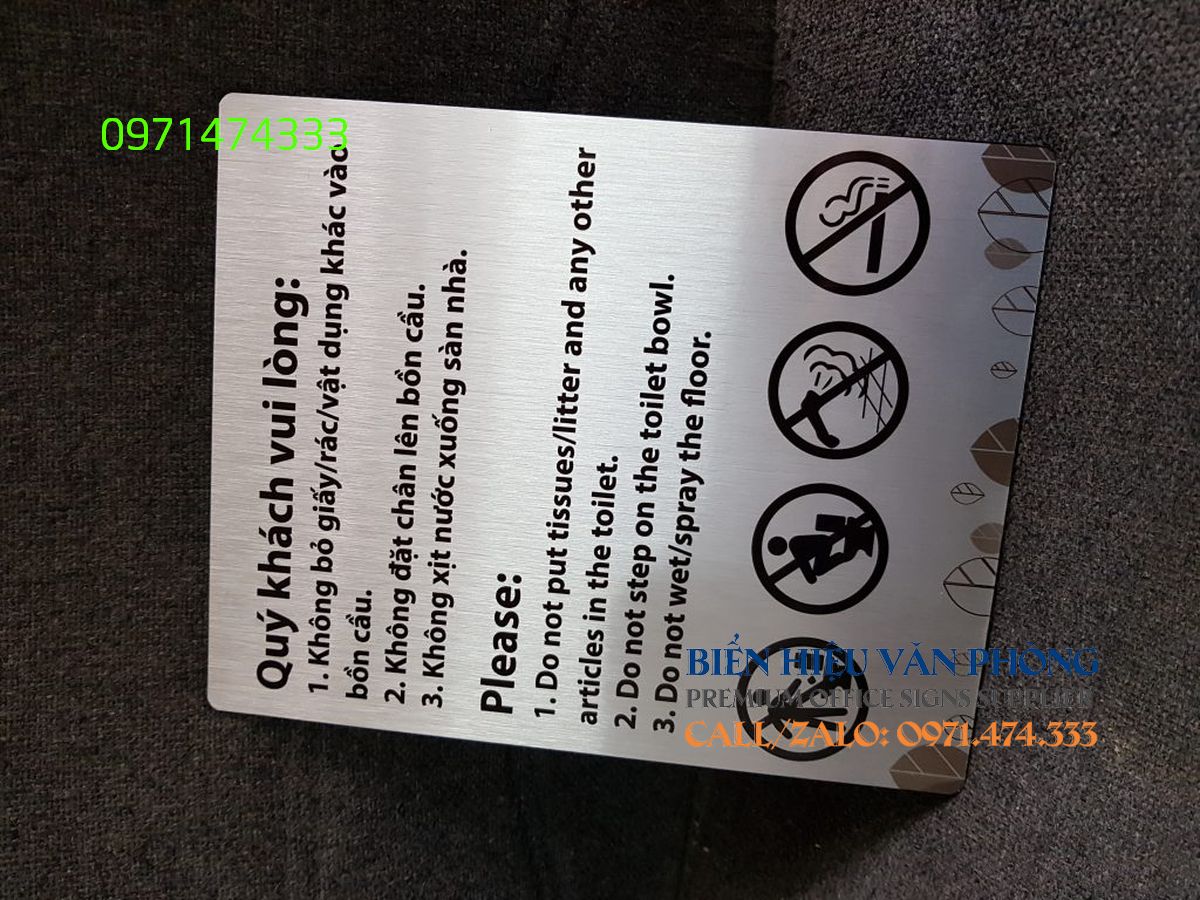 0971474333
Quý khách vui lòng:
1. Không bỏ giấy/rác/vật dụng khác vào
bồn cầu.
2. Không đặt chân lên bồn cầu.
3. Không xịt nước xuống sàn nhà.
Please:
1. Do not put tissues/litter and any other
articles in the toilet.
2. Do not step on the toilet bowl.
3. Do not wet/spray the floor.
BIỂN HIỆU VĂN PHÒNG
PREMIUM OFFICE SIGNS SUPPLIER
CALL/ZALO: 0971.474.333